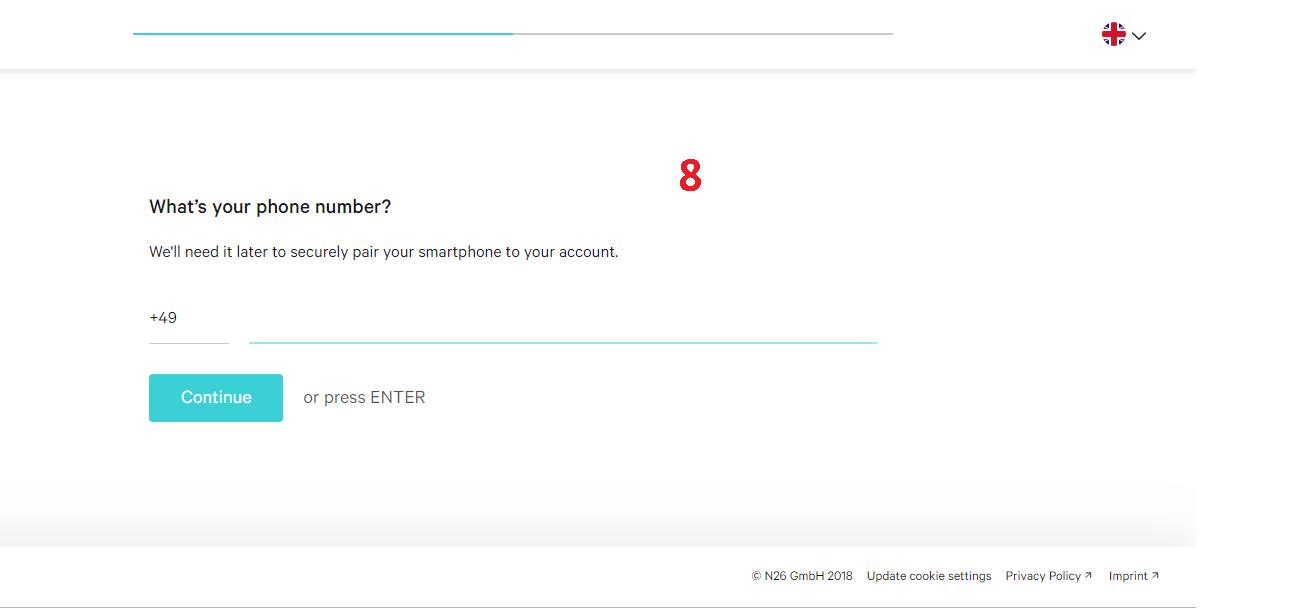 8
What's your phone number?
We'll need it later to securely pair your smartphone to your account.
+49
Continue or press ENTER
© N26 GmbH 2018 Update cookie settings Privacy Policy Imprint